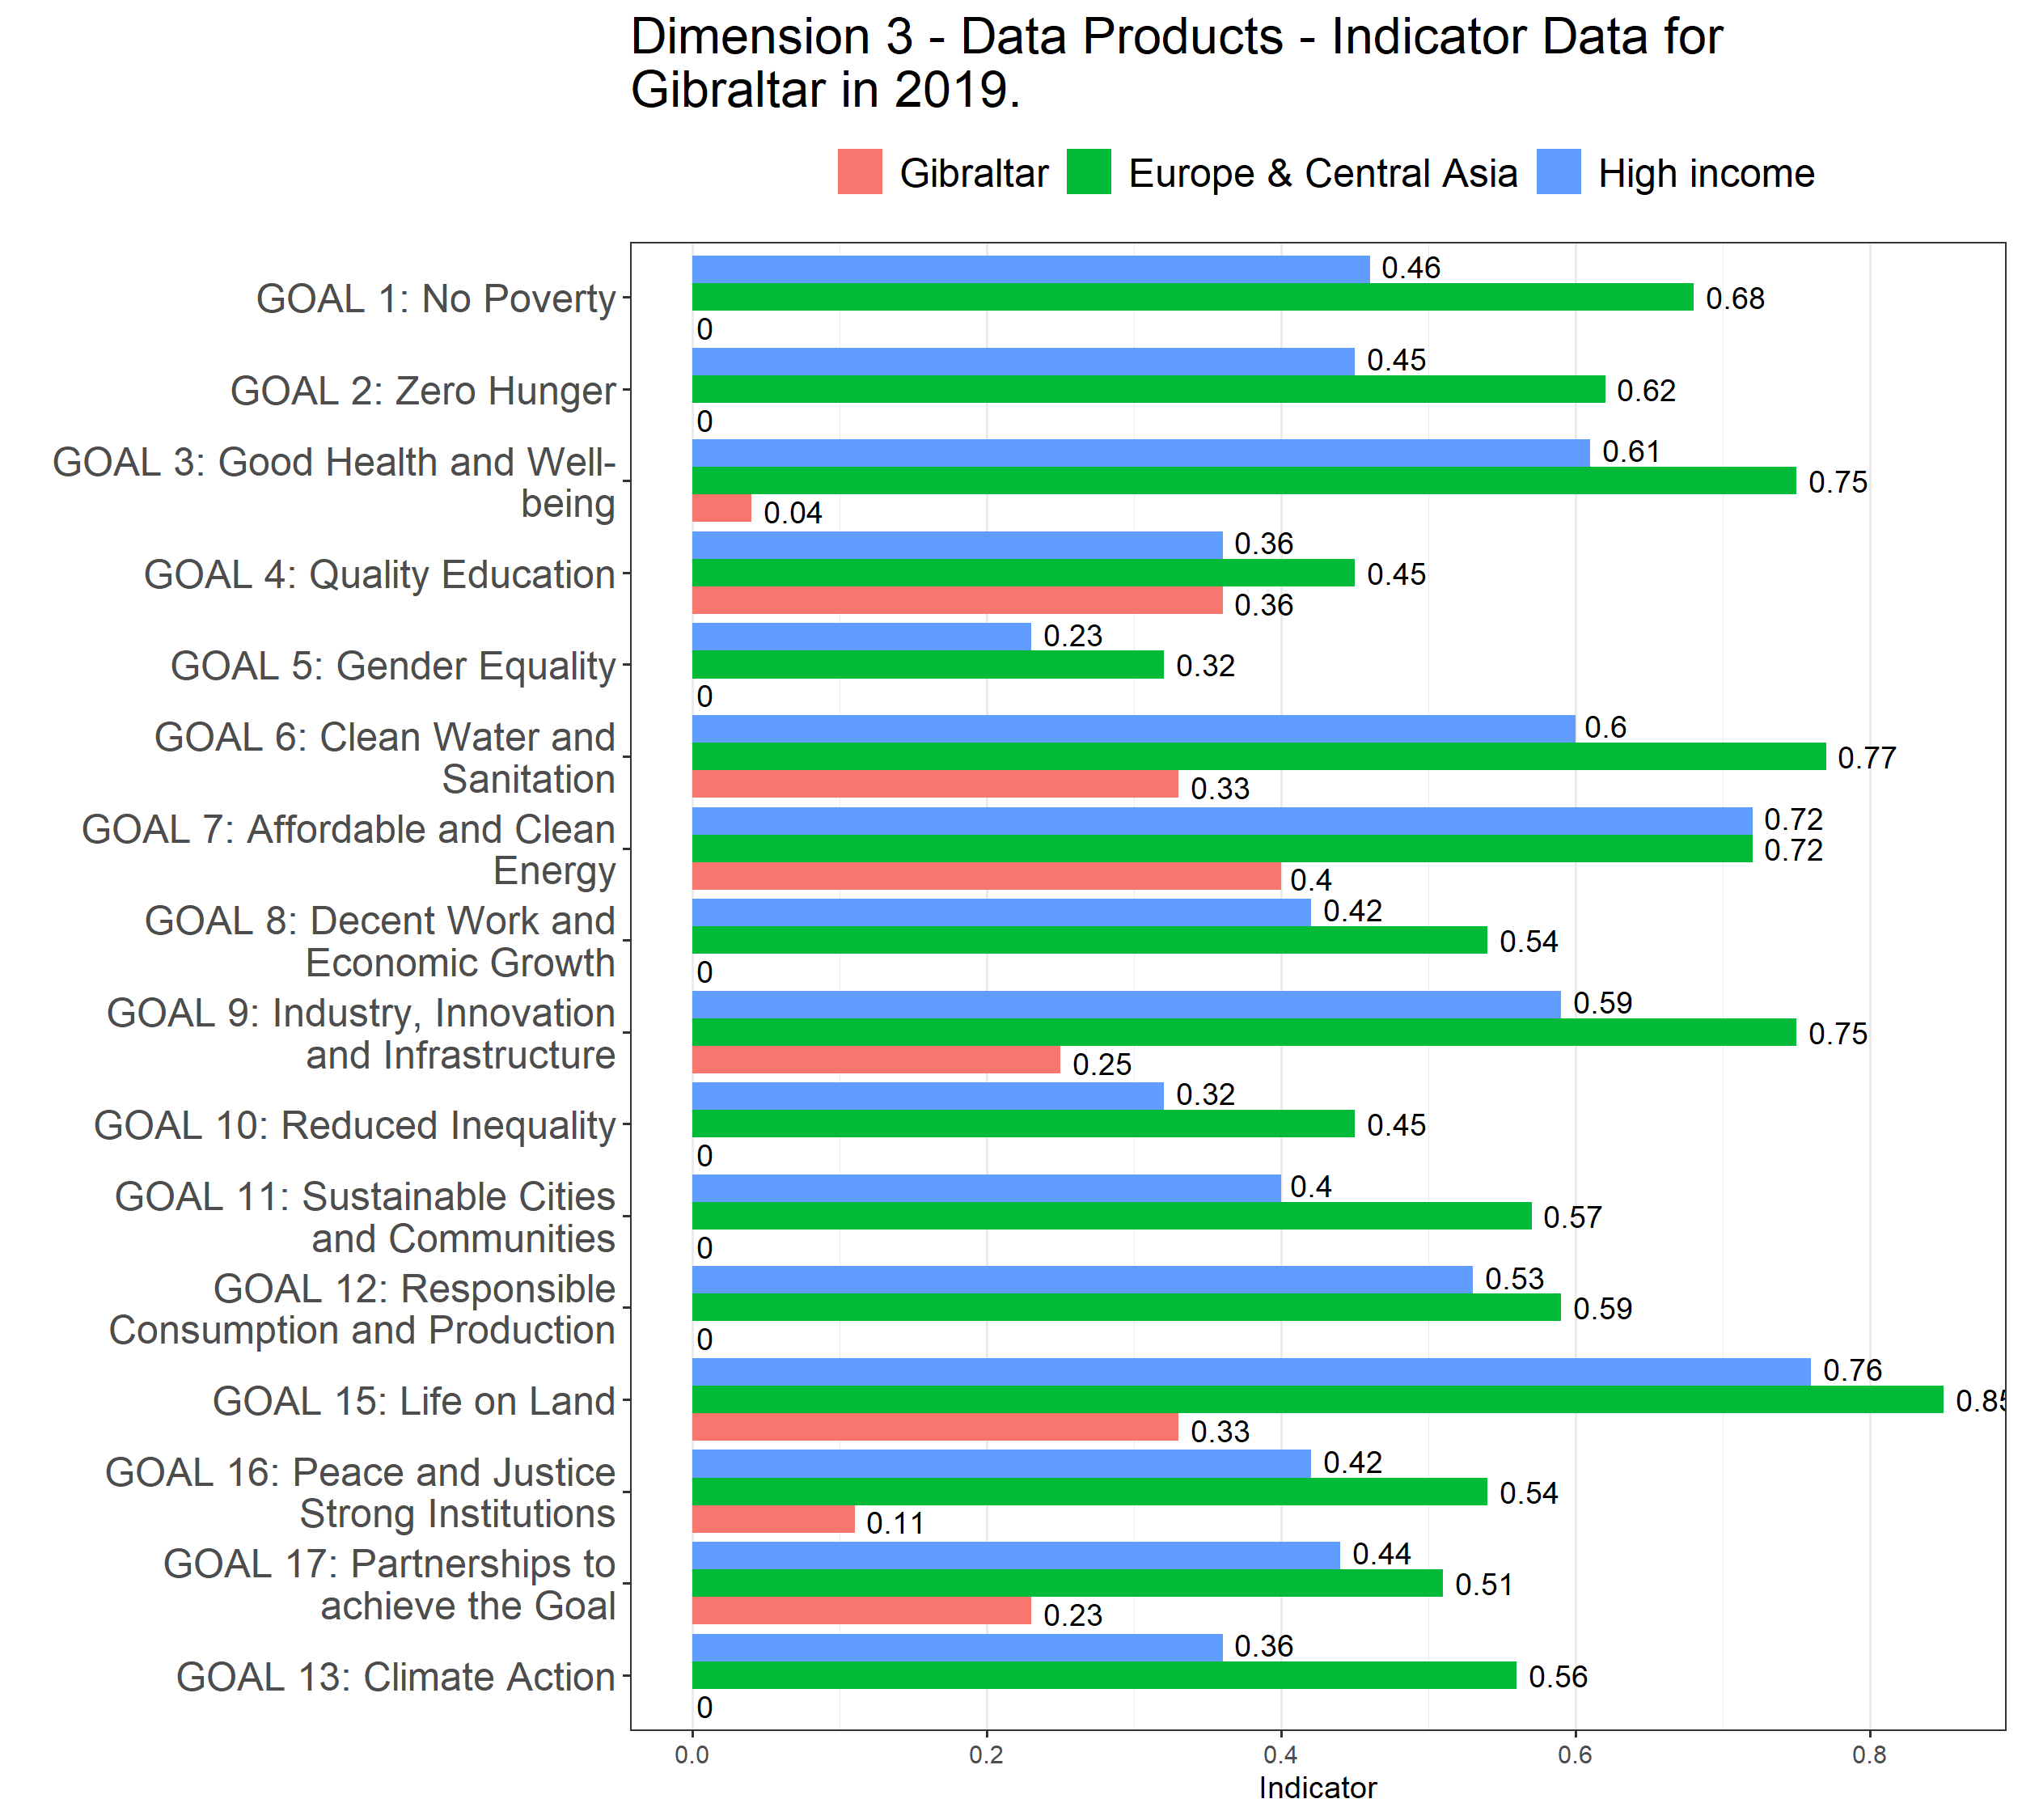 Dimension 3 - Data Products - Indicator Data for
Gibraltar in 2019.
Gibraltar Europe & Central Asia High income
GOAL 1: No Poverty
0.46
0.68
0
GOAL 2: Zero Hunger
0.45
0.62
0
GOAL 3: Good Health and Well-
being
0.61
0.75
0.04
GOAL 4: Quality Education
0.36
0.45
0.36
GOAL 5: Gender Equality
0.23
0.32
0
GOAL 6: Clean Water and
Sanitation
0.6
0.77
0.33
GOAL 7: Affordable and Clean
Energy
0.72
0.72
0.4
GOAL 8: Decent Work and
Economic Growth
0.42
0.54
0
GOAL 9: Industry, Innovation
and Infrastructure
0.59
0.75
0.25
GOAL 10: Reduced Inequality
0.32
0.45
0
GOAL 11: Sustainable Cities
and Communities
0.4
0.57
0
GOAL 12: Responsible
Consumption and Production
0.53
0.59
0
GOAL 15: Life on Land
0.76
0.85
0.33
GOAL 16: Peace and Justice
Strong Institutions
0.42
0.54
0.11
GOAL 17: Partnerships to
achieve the Goal
0.44
0.51
0.23
GOAL 13: Climate Action
0.36
0.56
0
0.0 0.2 0.4 0.6 0.8
Indicator